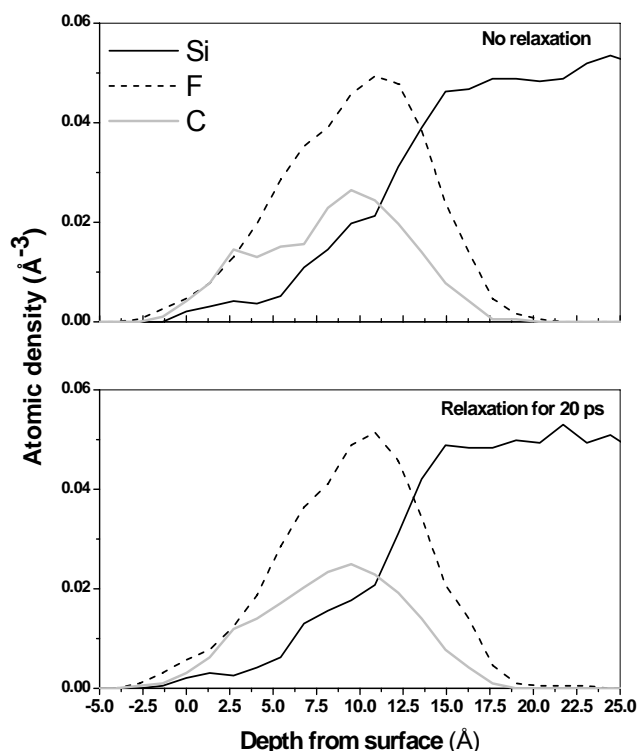 0.06
No relaxation
Si
F
C
0.04
0.02
0.00
Atomic density (Å-3)
0.06
Relaxation for 20 ps
0.04
0.02
0.00
-5.0 -2.5 0.0 2.5 5.0 7.5 10.0 12.5 15.0 17.5 20.0 22.5 25.0
Depth from surface (Å)